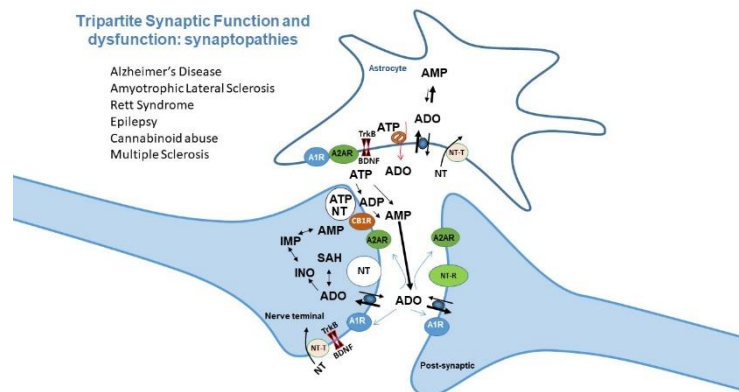 Tripartite Synaptic Function and
dysfunction: synaptopathies
Alzheimer's Disease
Amyotrophic Lateral Sclerosis
Rett Syndrome
Epilepsy
Cannabinoid abuse
Multiple Sclerosis
Astrocyte
AMP
ADO
ATP
TrkB
A1R
A2AR
BDNF
ADO
NT-T
NT
ATP
ATP
NT
ADP
CB1R
AMP
AMP
IMP
A2AR
A2AR
SAH
INO
NT
NT-R
ADO
ADO
Nerve teminal
TrkB
A1R
A1R
NT-T
BDNF
NT
Post-synaptic